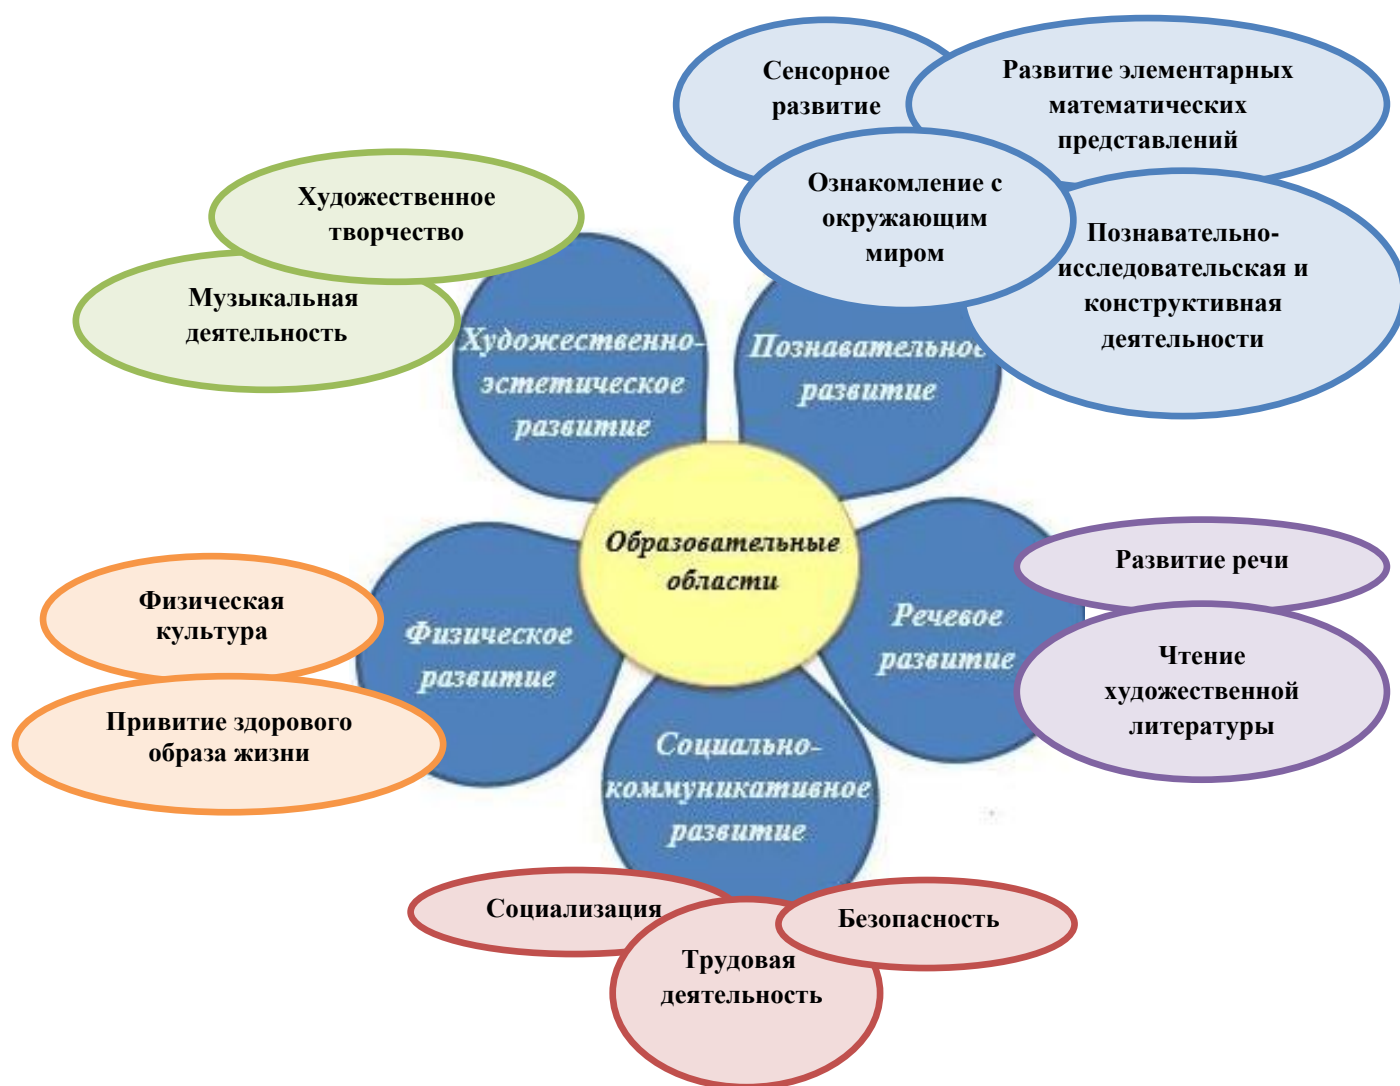 Сенсорное
развитие
Развитие элементарных
математических
представлений
Ознакомление с
окружающим
миром
Познавательно-
исследовательская и
конструктивная
деятельности
Художественное
творчество
Музыкальная
деятельность
Художественно-
эстетическое
развитие
Познавательное
развитие
Образовательные
области
Развитие речи
Чтение
художественной
литературы
Речевое
развитие
Физическая
культура
Привитие здорового
образа жизни
Физическое
развитие
Социально-
коммуникативное
развитие
Социализация
Трудовая
деятельность
Безопасность